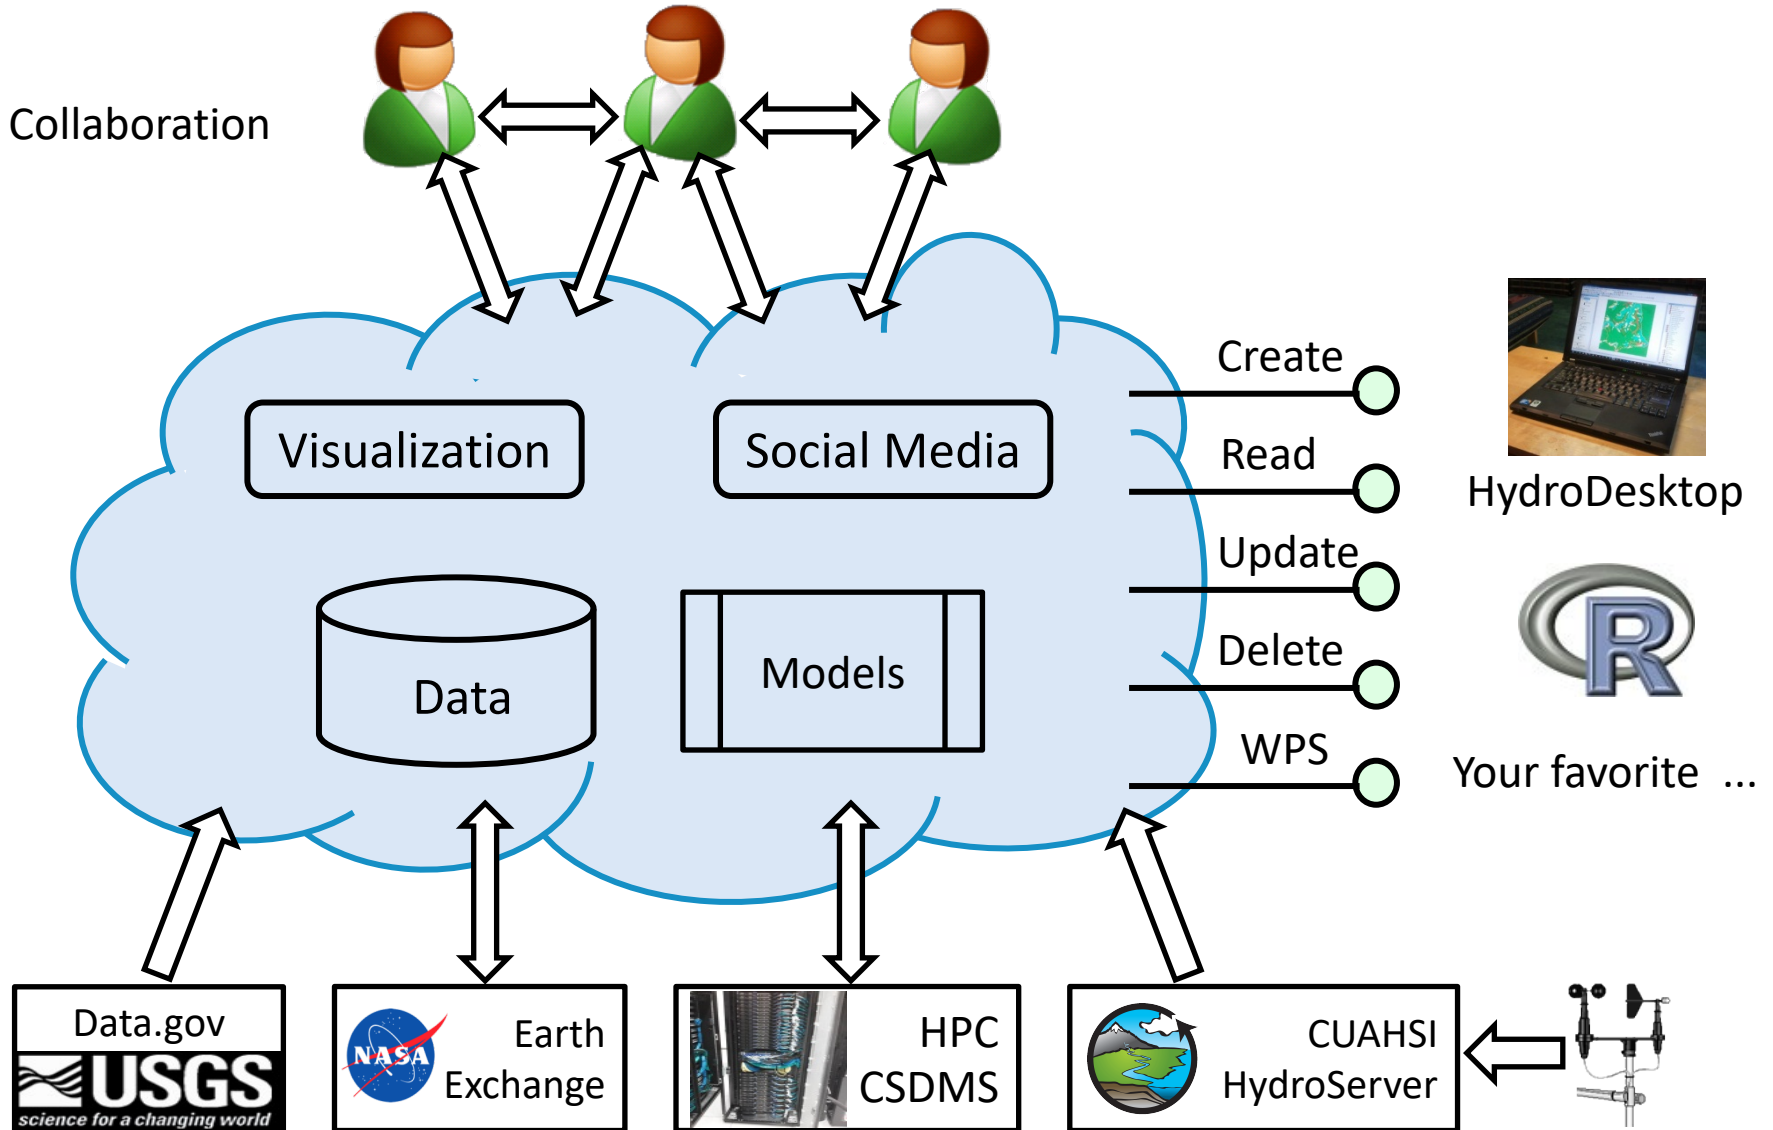 Collaboration
Create
Visualization
Social Media
Read
HydroDesktop
Update
Data
Models
Delete
WPS
Your favorite ...
R
Data.gov
USGS
science for a changing world
NASA
Earth
Exchange
HPC
CSDMS
CUAHSI
HydroServer